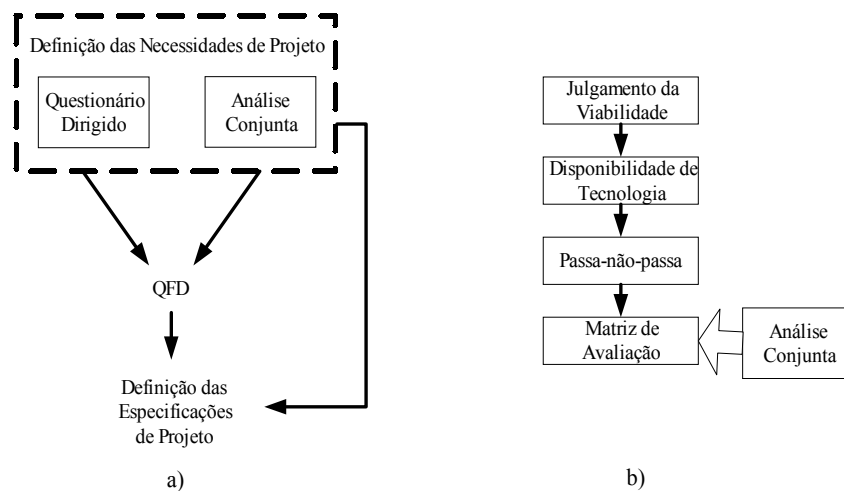 Definição das Necessidades de Projeto
Questionário
Dirigido
Análise
Conjunta
QFD
Definição das
Especificações
de Projeto
a)
Julgamento da
Viabilidade
Disponibilidade de
Tecnologia
Passa-não-passa
Matriz de
Avaliação
Análise
Conjunta
b)